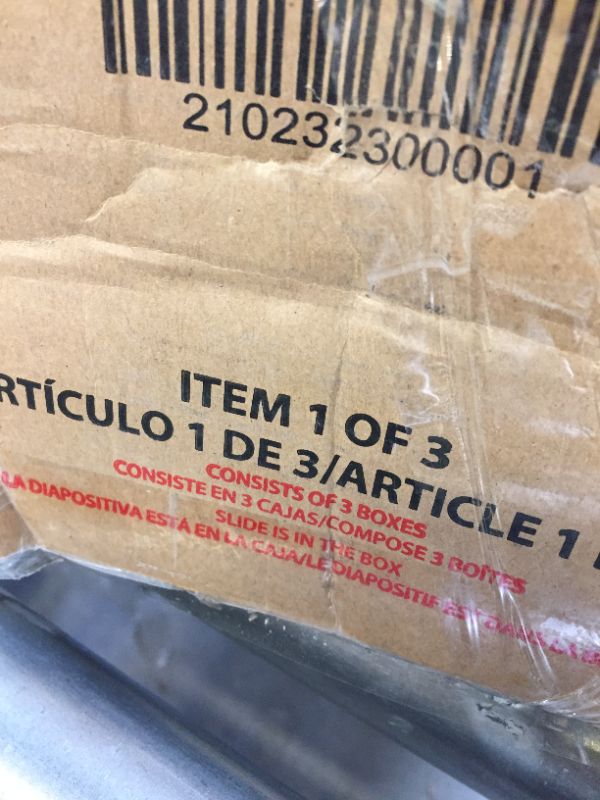 210232300001
ITEM 1 OF 3
RTÍCULO 1 DE 3/ARTICLE 1
CONSISTS OF 3 BOXES
CONSISTE EN 3 CAJAS/COMPOSE 3 BOÎTES
SLIDE IS IN THE BOX
LA DIAPOSITIVA ESTÁ EN LA CAJA/LE DIAPOSITIF EST DANS LA